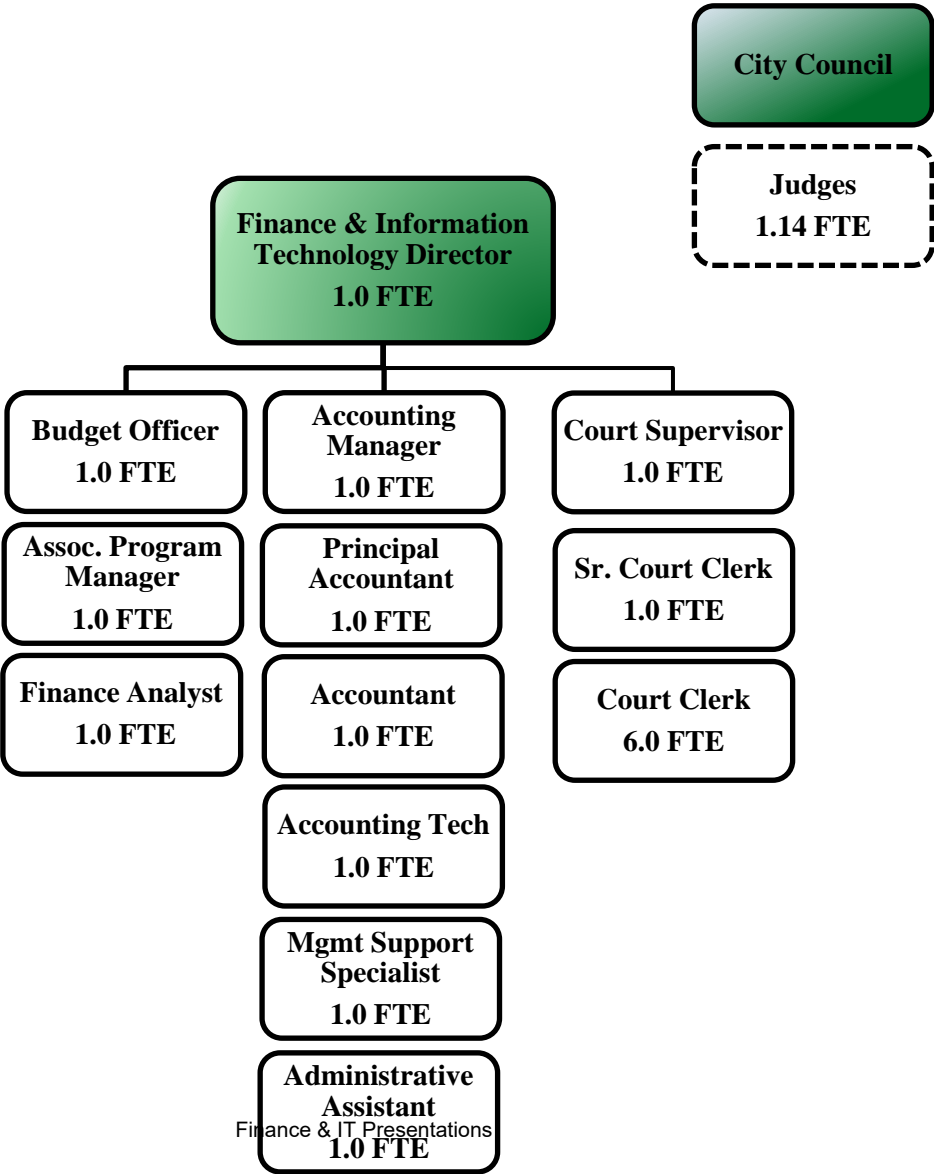 City Council
Judges
1.14 FTE
Finance & Information
Technology Director
1.0 FTE
Budget Officer
1.0 FTE
Assoc. Program
Manager
1.0 FTE
Finance Analyst
1.0 FTE
Accounting
Manager
1.0 FTE
Principal
Accountant
1.0 FTE
Accountant
1.0 FTE
Accounting Tech
1.0 FTE
Mgmt Support
Specialist
1.0 FTE
Administrative
Assistant
1.0 FTE
Court Supervisor
1.0 FTE
Sr. Court Clerk
1.0 FTE
Court Clerk
6.0 FTE
Finance & IT Presentations